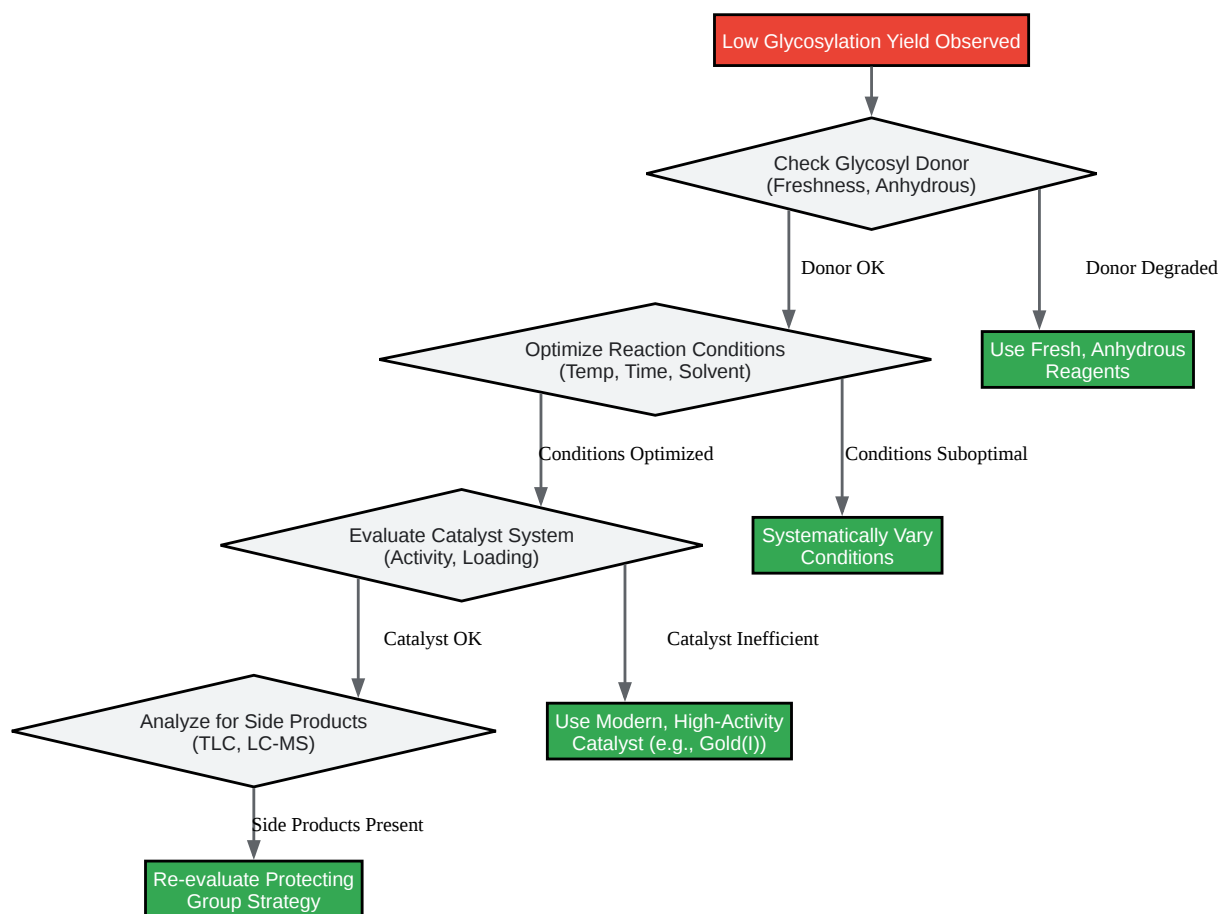 Low Glycosylation Yield Observed
Check Glycosyl Donor
(Freshness, Anhydrous)
Donor OK
Donor Degraded
Optimize Reaction Conditions
(Temp, Time, Solvent)
Use Fresh, Anhydrous
Reagents
Conditions Optimized
Conditions Suboptimal
Evaluate Catalyst System
(Activity, Loading)
Systematically Vary
Conditions
Catalyst OK
Catalyst Inefficient
Analyze for Side Products
(TLC, LC-MS)
Use Modern, High-Activity
Catalyst (e.g., Gold(I))
Side Products Present
Re-evaluate Protecting
Group Strategy